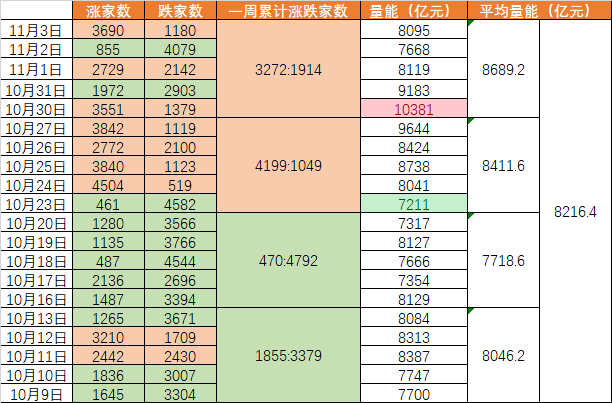 涨家数 跌家数 一周累计涨跌家数 量能（亿元） 平均量能（亿元）
11月3日 3690 1180 8095
11月2日 855 4079 7668
11月1日 2729 2142 3272:1914 8119 8689.2
10月31日 1972 2903 9183
10月30日 3551 1379 10381
10月27日 3842 1119 9644
10月26日 2772 2100 8424
10月25日 3840 1123 4199:1049 8738 8411.6
10月24日 4504 519 8041
10月23日 461 4582 7211 8216.4
10月20日 1280 3566 7317
10月19日 1135 3766 8127
10月18日 487 4544 470:4792 7666 7718.6
10月17日 2136 2696 7354
10月16日 1487 3394 8129
10月13日 1265 3671 8084
10月12日 3210 1709 8313
10月11日 2442 2430 1855:3379 8387 8046.2
10月10日 1836 3007 7747
10月9日 1645 3304 7700